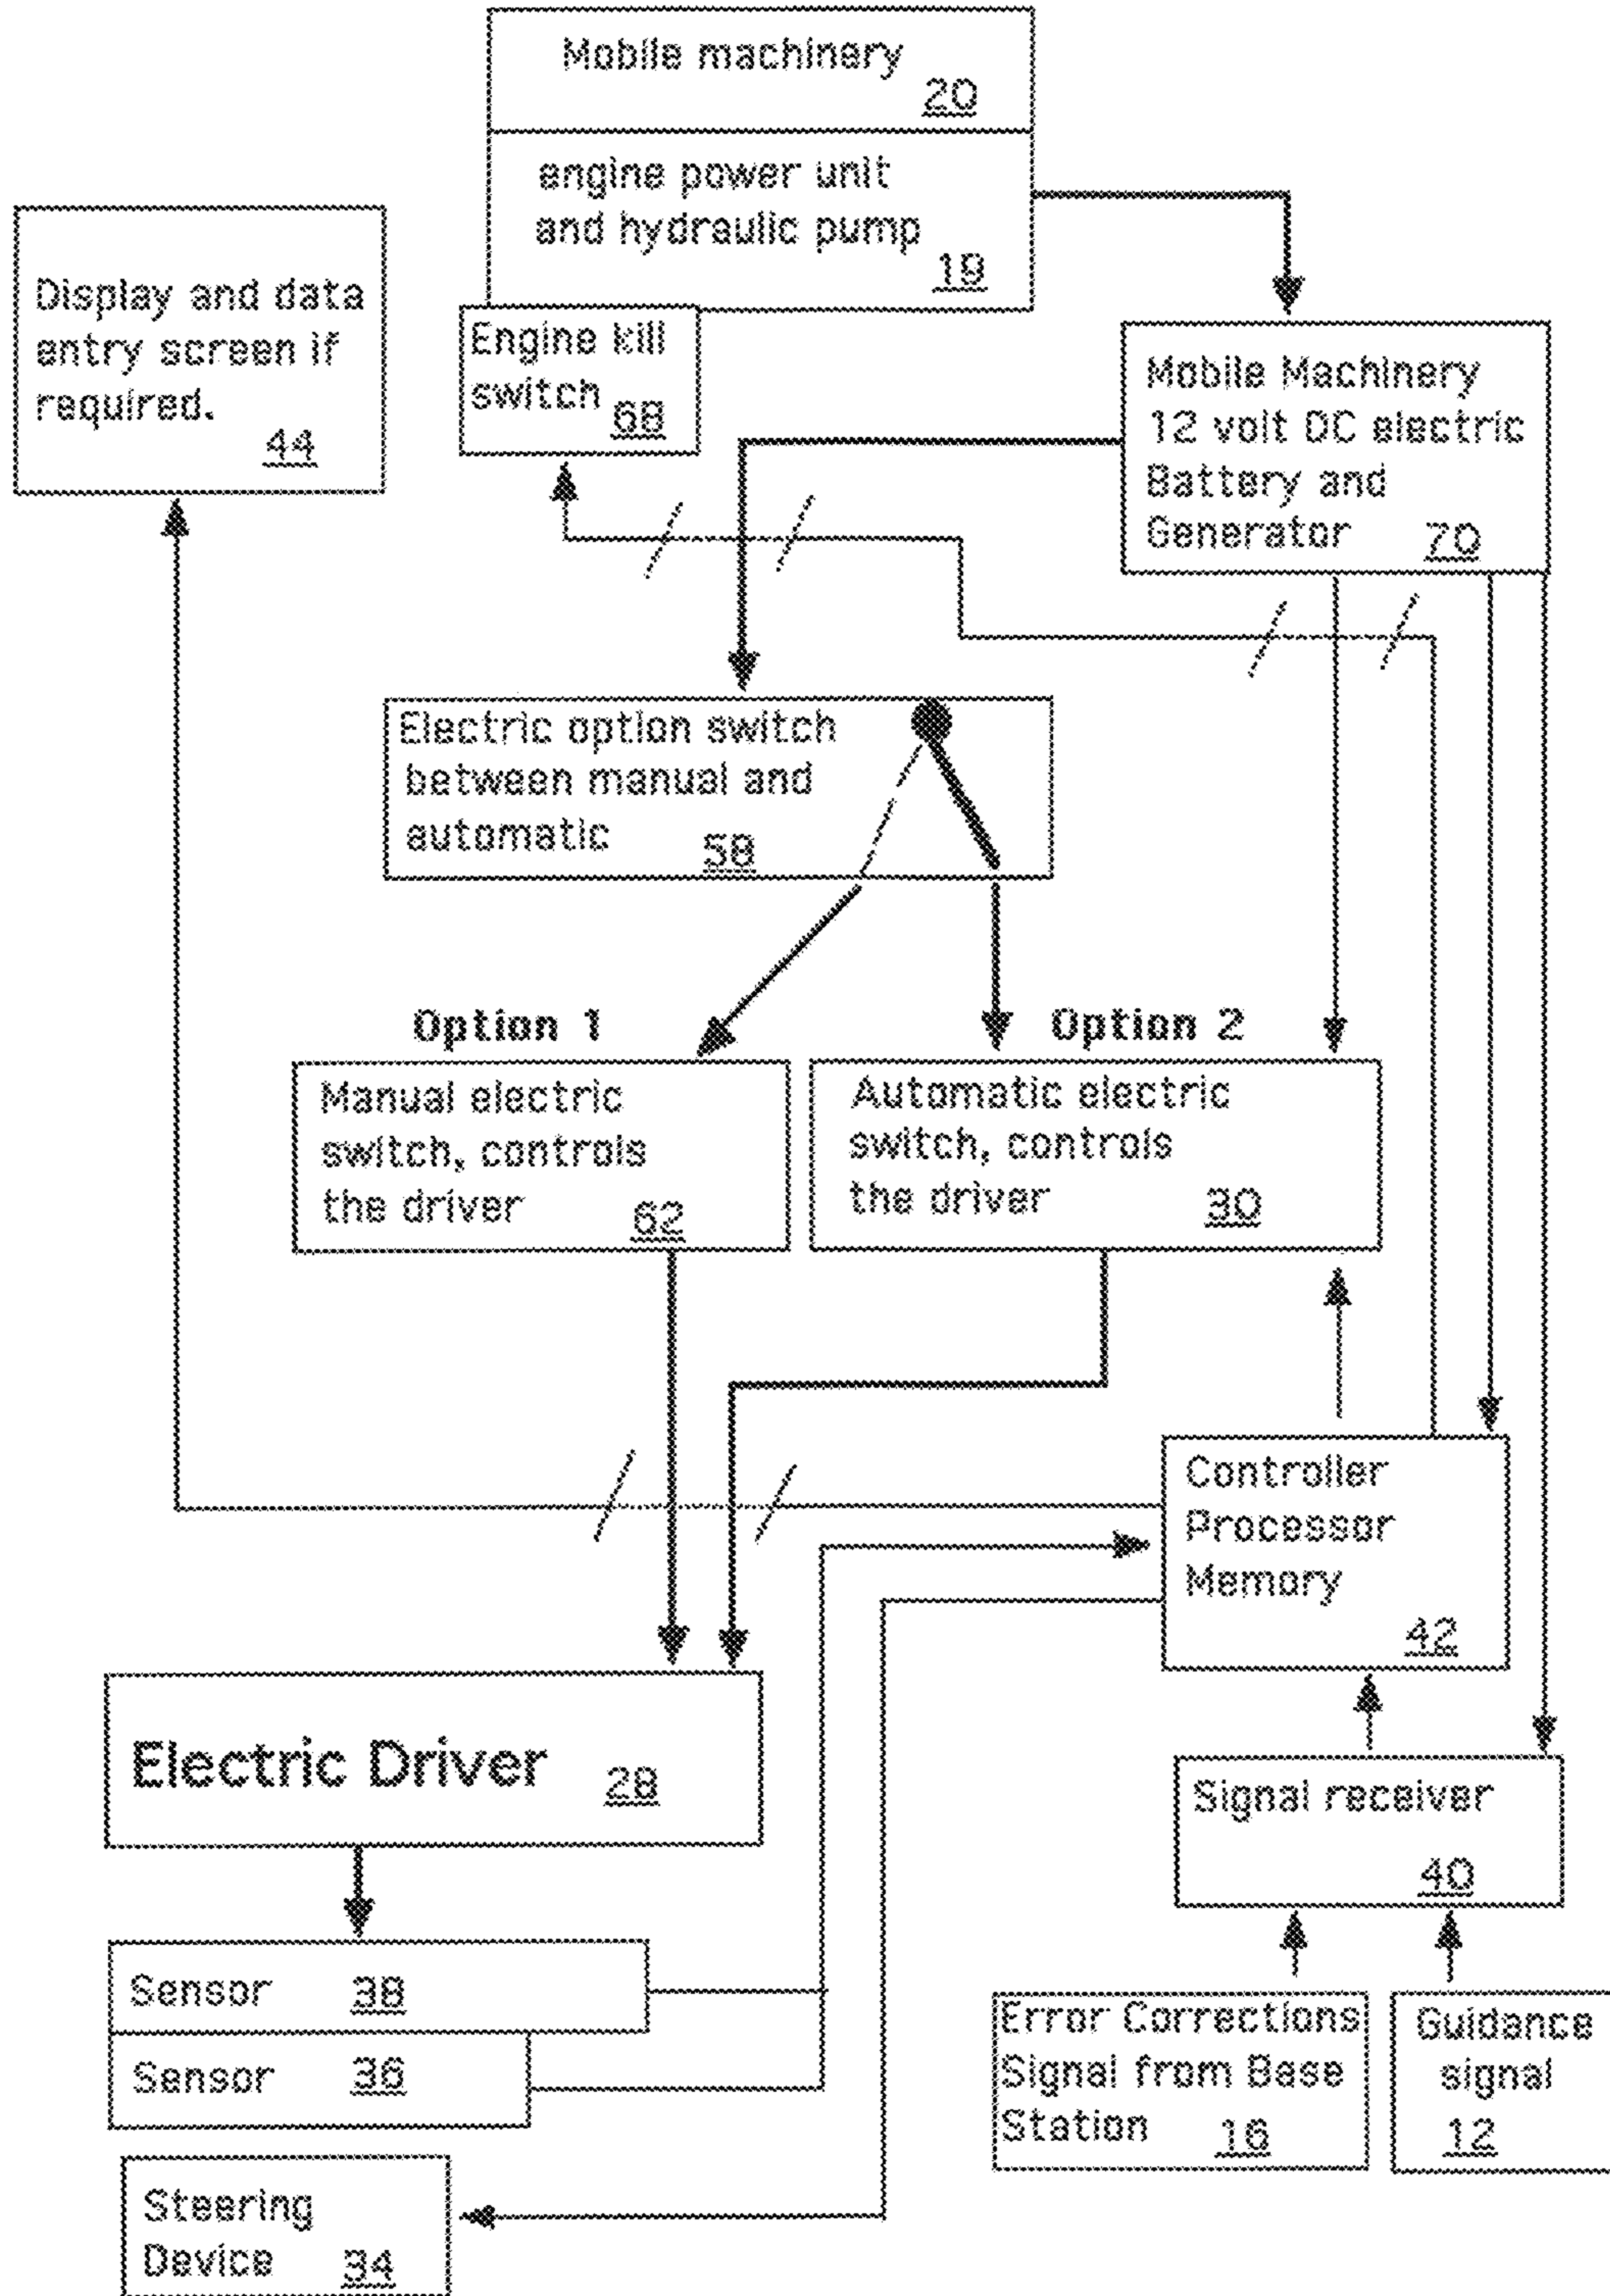 Mobile machinery
20
engine power unit
and hydraulic pump
19
Display and data
entry screen if
required.
44
Engine kill
switch 68
Mobile Machinery
12 volt DC electric
Battery and
Generator 70
Electric option switch
between manual and
automatic 58
Option 1
Option 2
Manual electric
switch, controls
the driver 62
Automatic electric
switch, controls
the driver 30
Controller
Processor
Memory
42
Electric Driver 28
Signal receiver
40
Sensor 38
Sensor 36
Error Corrections
Signal from Base
Station 16
Guidance
signal
12
Steering
Device 34